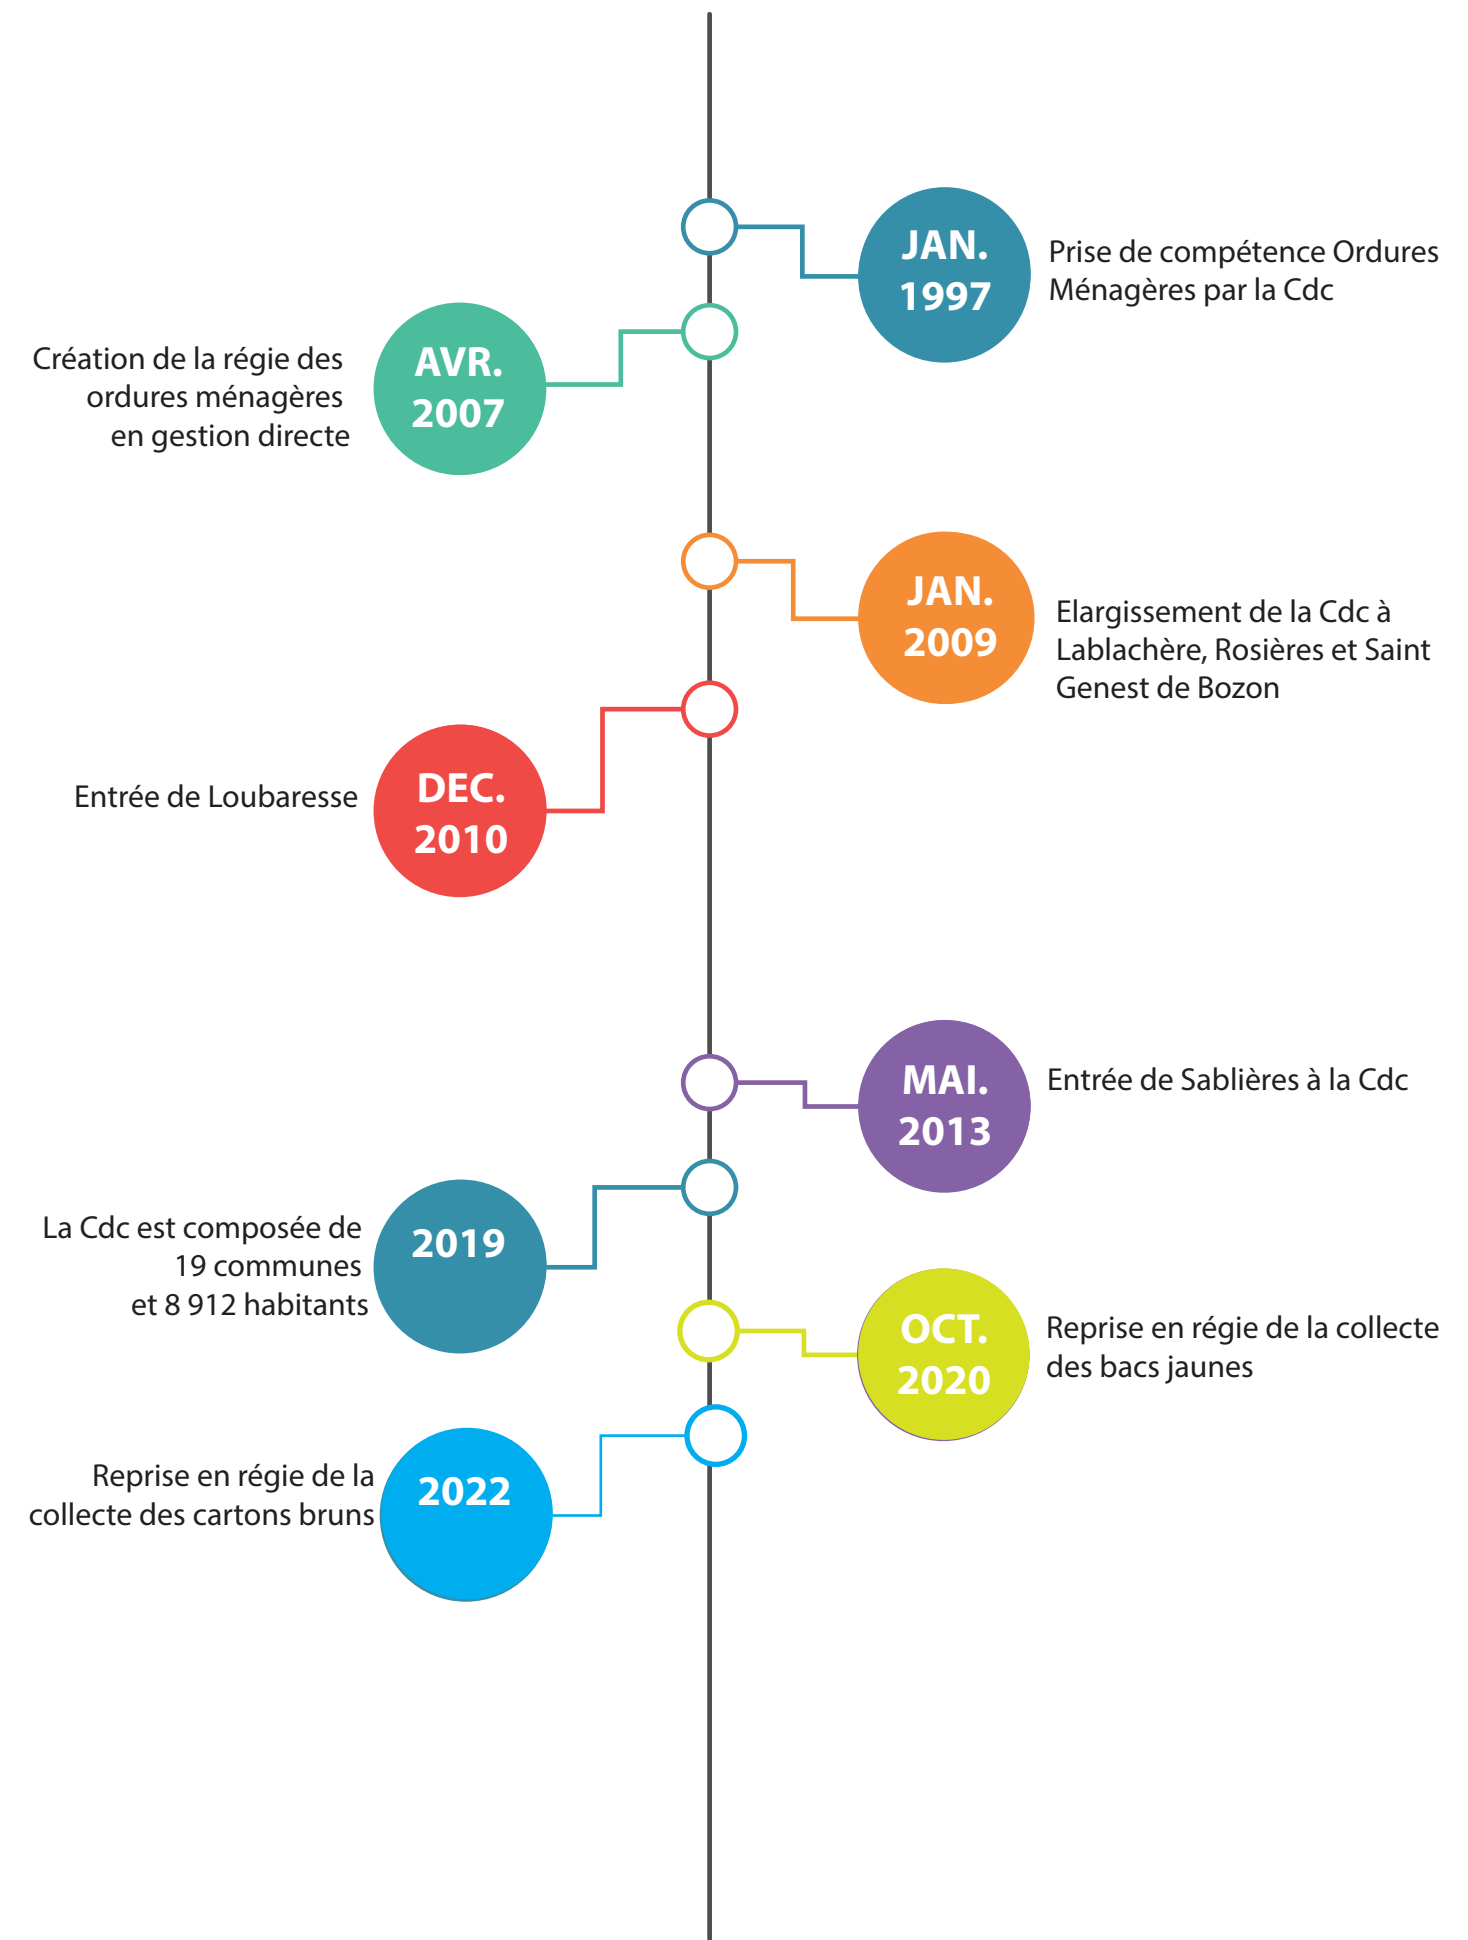 JAN.
1997
Prise de compétence Ordures
Ménagères par la Cdc
Création de la régie des
ordures ménagères
en gestion directe
AVR.
2007
JAN.
2009
Elargissement de la Cdc à
Lablachère, Rosières et Saint
Genest de Bozon
Entrée de Loubaresse
DEC.
2010
MAI.
2013
Entrée de Sablières à la Cdc
La Cdc est composée de
19 communes
et 8 912 habitants
2019
OCT.
2020
Reprise en régie de la collecte
des bacs jaunes
Reprise en régie de la
collecte des cartons bruns
2022